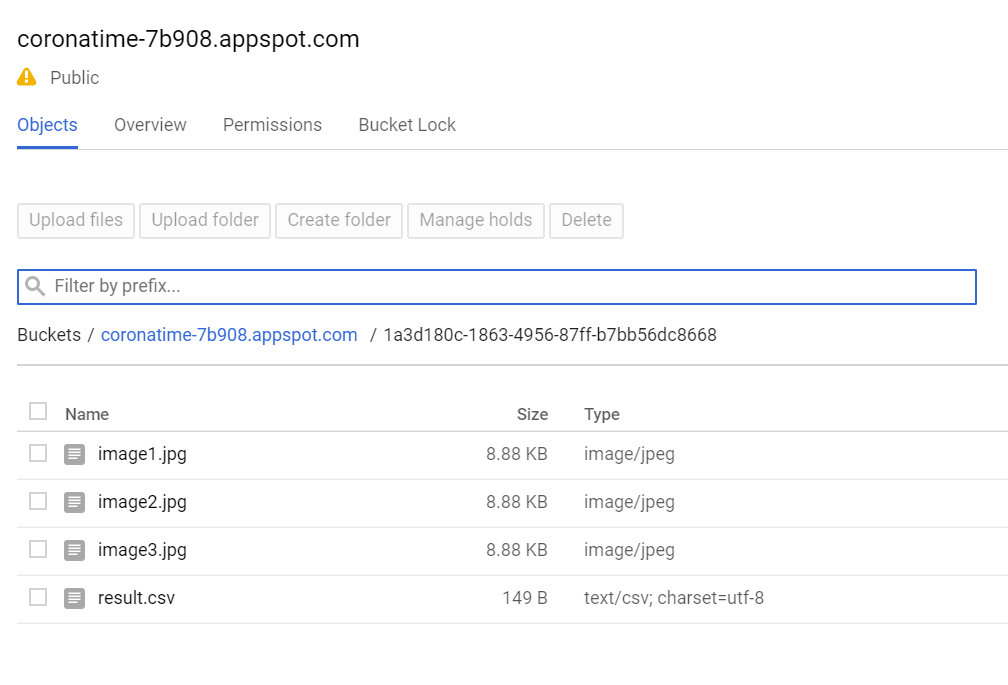 coronatime-7b908.appspot.com
Public
Objects Overview Permissions Bucket Lock
Upload files Upload folder Create folder Manage holds Delete
Filter by prefix...
Buckets / coronatime-7b908.appspot.com / 1a3d180c-1863-4956-87ff-b7bb56dc8668
Name Size Type
image1.jpg 8.88 KB image/jpeg
image2.jpg 8.88 KB image/jpeg
image3.jpg 8.88 KB image/jpeg
result.csv 149 B text/csv; charset=utf-8